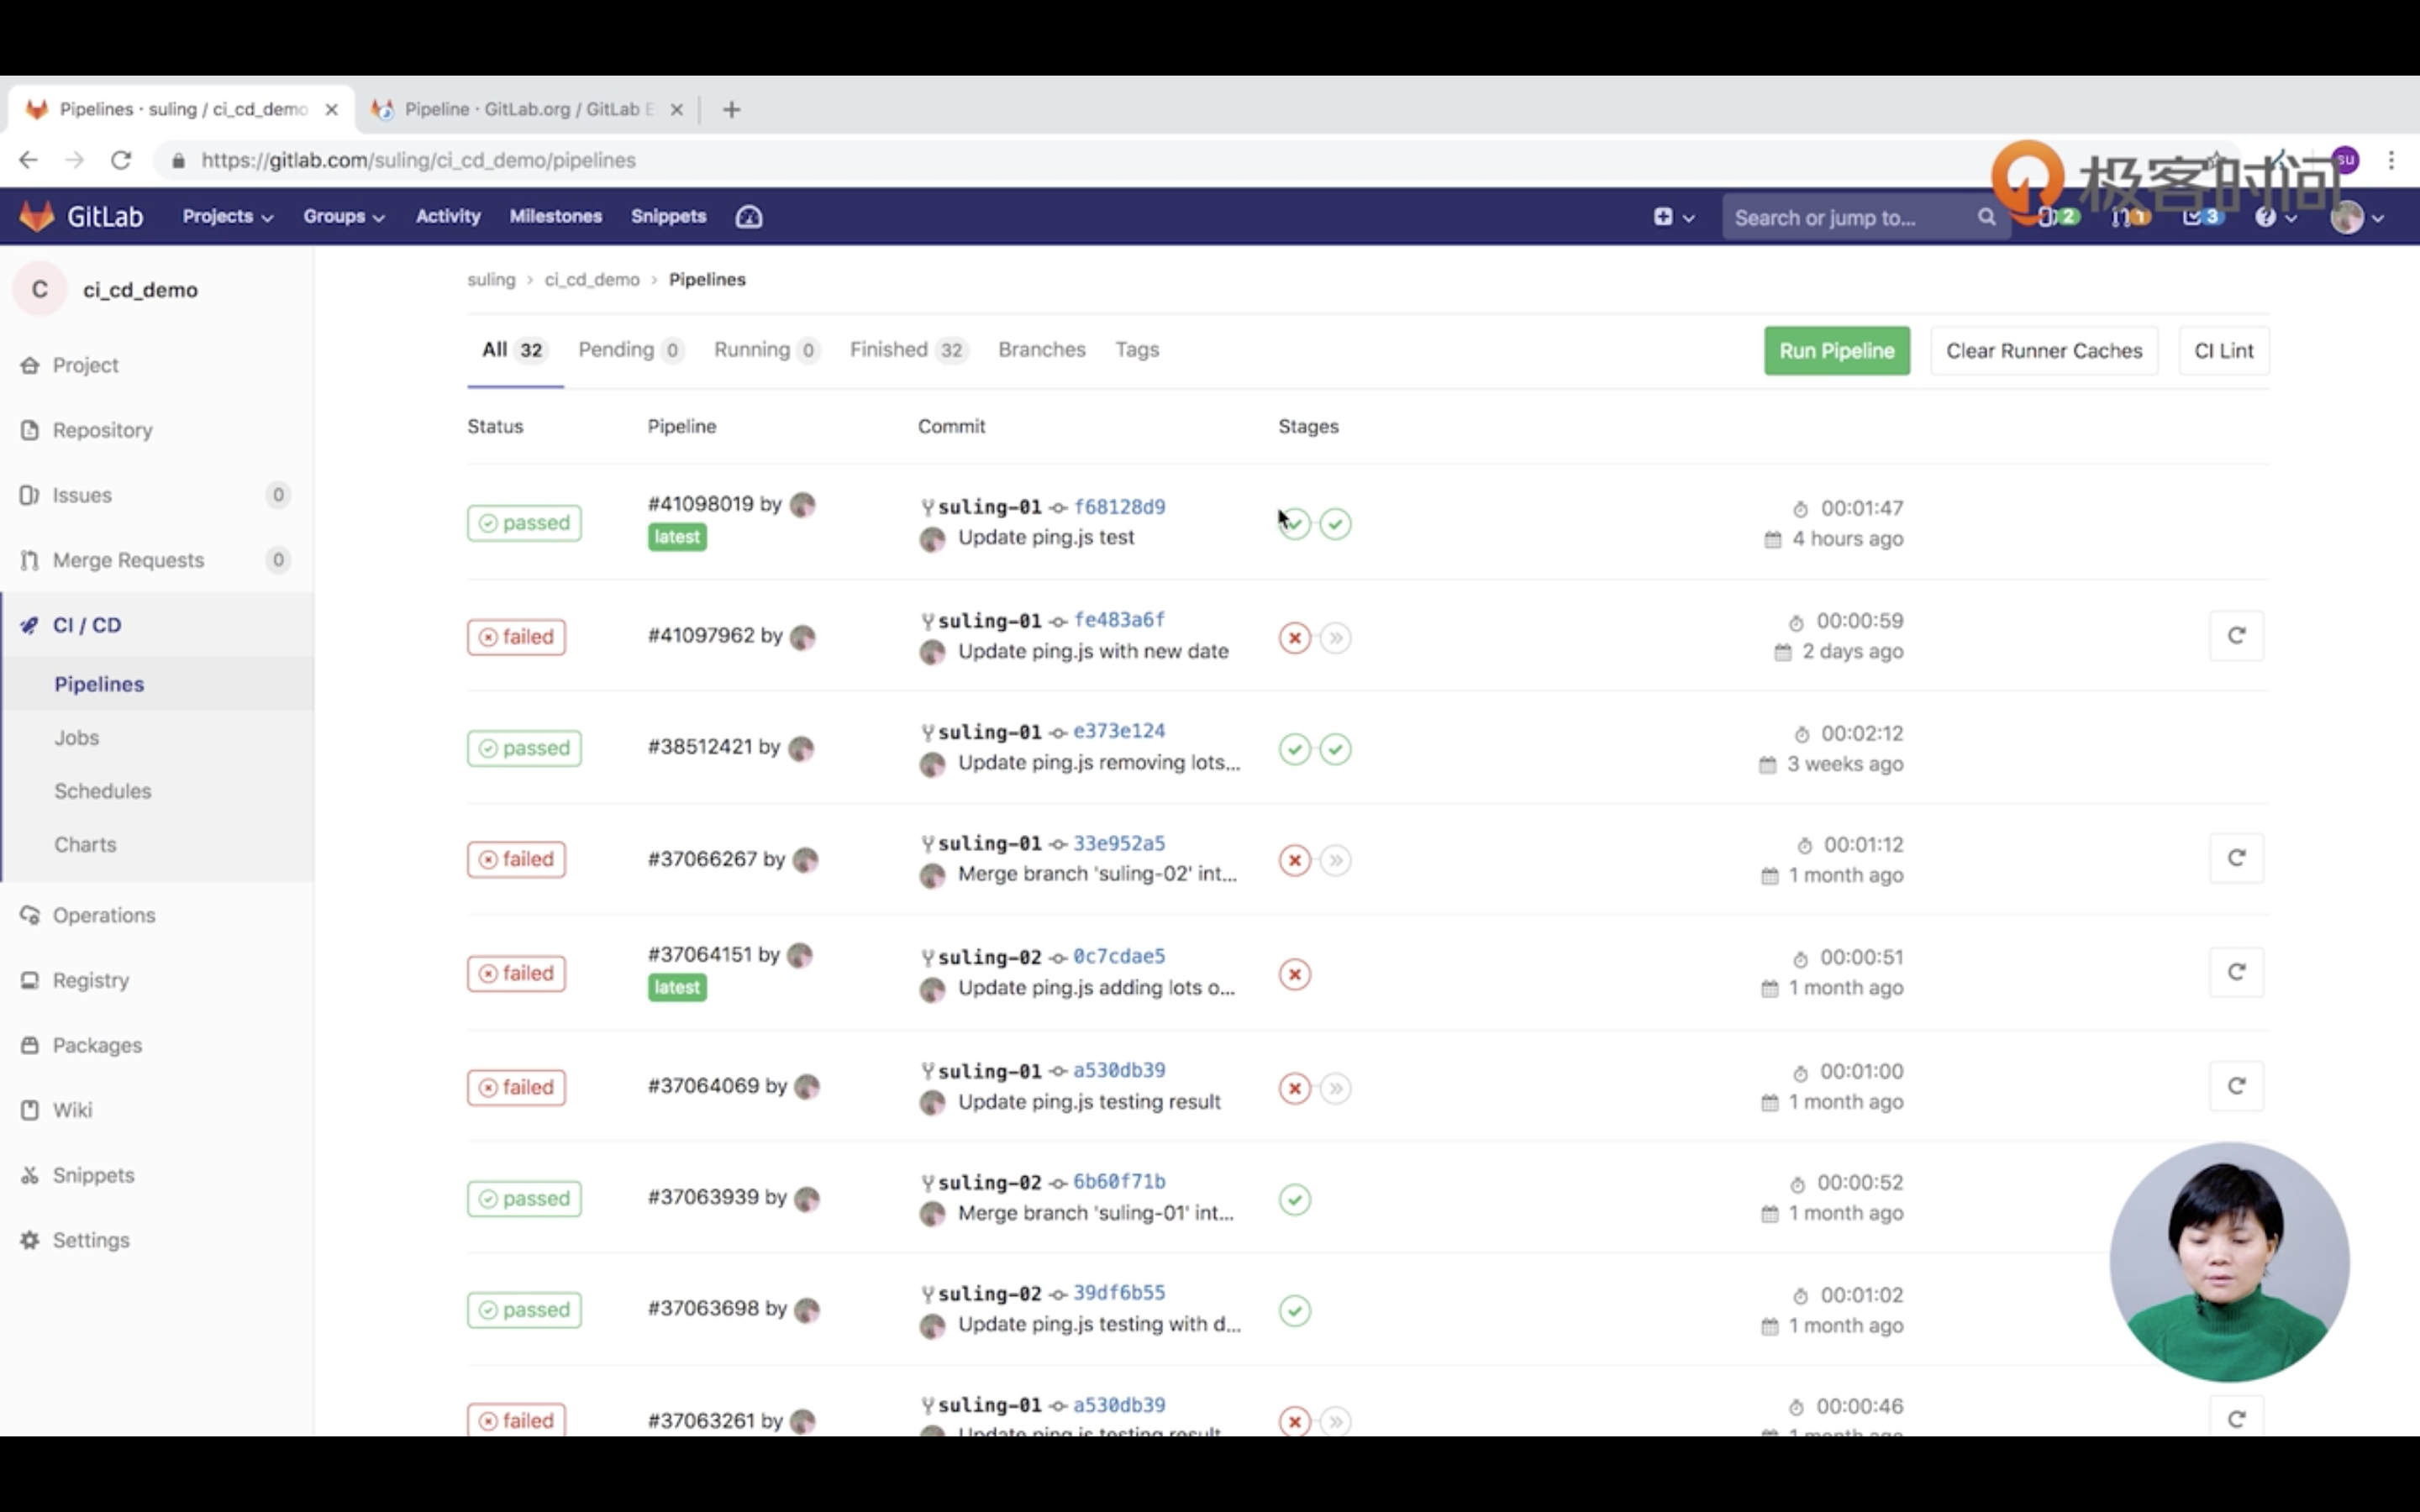 Pipelines · suling / ci_cd_demo
Pipeline · GitLab.org / GitLab E
https://gitlab.com/suling/ci_cd_demo/pipelines
su
极客时间
GitLab Projects Groups Activity Milestones Snippets Search or jump to... 2 1 3
C ci_cd_demo
Project
Repository
Issues 0
Merge Requests 0
CI / CD
Pipelines
Jobs
Schedules
Charts
Operations
Registry
Packages
Wiki
Snippets
Settings
suling › ci_cd_demo › Pipelines
All 32 Pending 0 Running 0 Finished 32 Branches Tags Run Pipeline Clear Runner Caches CI Lint
Status Pipeline Commit Stages
passed #41098019 by latest suling-01 f68128d9 00:01:47
Update ping.js test 4 hours ago
failed #41097962 by suling-01 fe483a6f 00:00:59
Update ping.js with new date 2 days ago
passed #38512421 by suling-01 e373e124 00:02:12
Update ping.js removing lots... 3 weeks ago
failed #37066267 by suling-01 33e952a5 00:01:12
Merge branch 'suling-02' int... 1 month ago
failed #37064151 by latest suling-02 0c7cdae5 00:00:51
Update ping.js adding lots o... 1 month ago
failed #37064069 by suling-01 a530db39 00:01:00
Update ping.js testing result 1 month ago
passed #37063939 by suling-02 6b60f71b 00:00:52
Merge branch 'suling-01' int... 1 month ago
passed #37063698 by suling-02 39df6b55 00:01:02
Update ping.js testing with d... 1 month ago
failed #37063261 by suling-01 a530db39 00:00:46
Update ping.js testing result 1 month ago